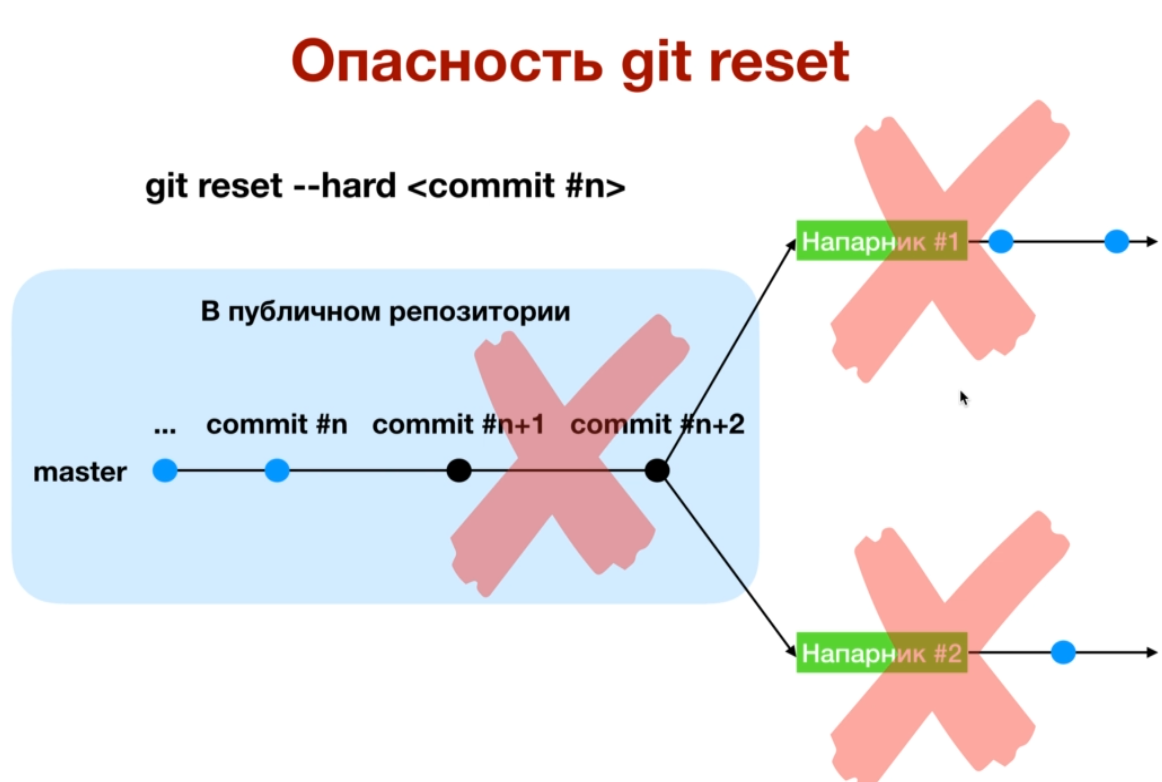 Опасность git reset
git reset --hard <commit #n>
Напарник #1
В публичном репозитории
... commit #n commit #n+1 commit #n+2
master
Напарник #2